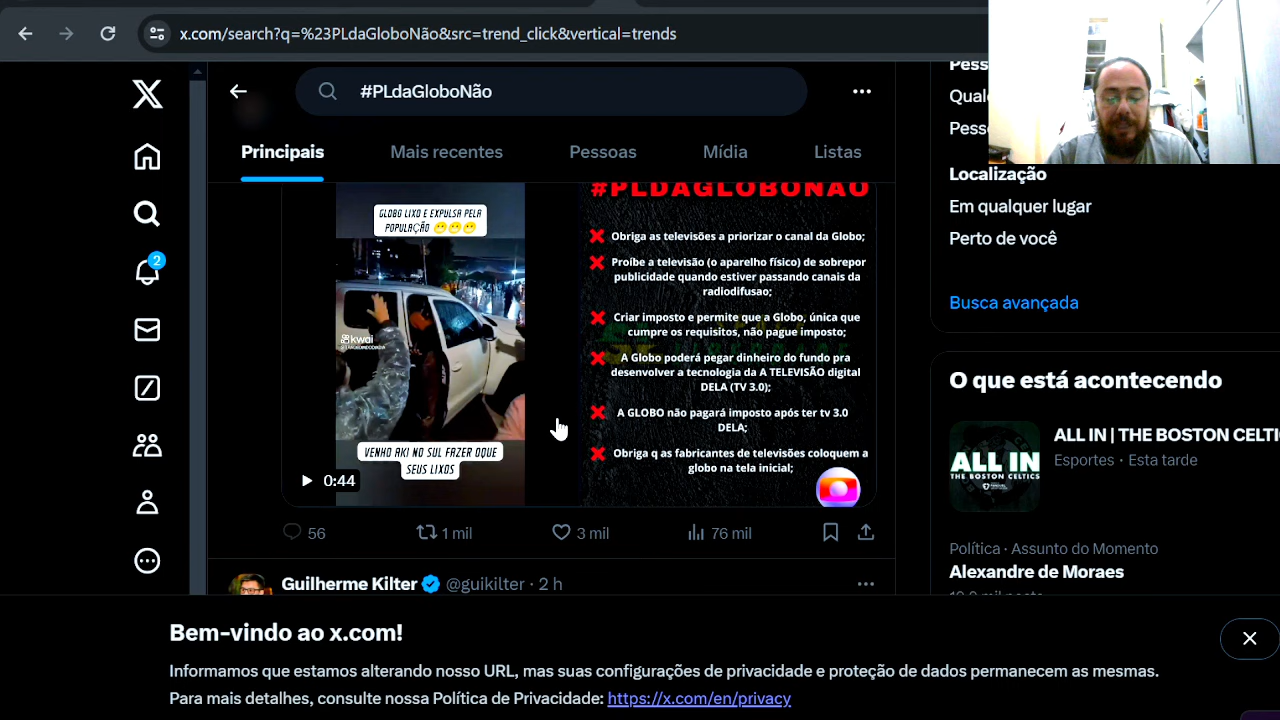 x.com/search?q=%23PLdaGloboNão&src=trend_click&vertical=trends
#PLdaGloboNão
Principais
Mais recentes
Pessoas
Mídia
Listas
GLOBO LIXO E EXPULSA PELA
POPULAÇÃO 😬😬😬
kwai
VENHO AKI NO SUL FAZER OQUE
SEUS LIXOS
0:44
#PLDAGLOBONAO
❌ Obriga as televisões a priorizar o canal da Globo;
❌ Proibe a televisão (o aparelho físico) de sobrepor
publicidade quando estiver passando canais da
radiodifusao;
❌ Criar imposto e permite que a Globo, única que
cumpre os requisitos, não pague imposto;
❌ A Globo poderá pegar dinheiro do fundo pra
desenvolver a tecnologia da A TELEVISÃO digital
DELA (TV 3.0);
❌ A GLOBO não pagará imposto após ter tv 3.0
DELA;
❌ Obriga q as fabricantes de televisões coloquem a
globo na tela inicial;
56
1 mil
3 mil
76 mil
Guilherme Kilter @guikilter · 2 h
2
Pess
Qual
Pess
Localização
Em qualquer lugar
Perto de você
Busca avançada
O que está acontecendo
ALL IN
THE BOSTON CELTICS
ALL IN | THE BOSTON CELTI
Esportes · Esta tarde
Política · Assunto do Momento
Alexandre de Moraes
Bem-vindo ao x.com!
Informamos que estamos alterando nosso URL, mas suas configurações de privacidade e proteção de dados permanecem as mesmas.
Para mais detalhes, consulte nossa Política de Privacidade: https://x.com/en/privacy